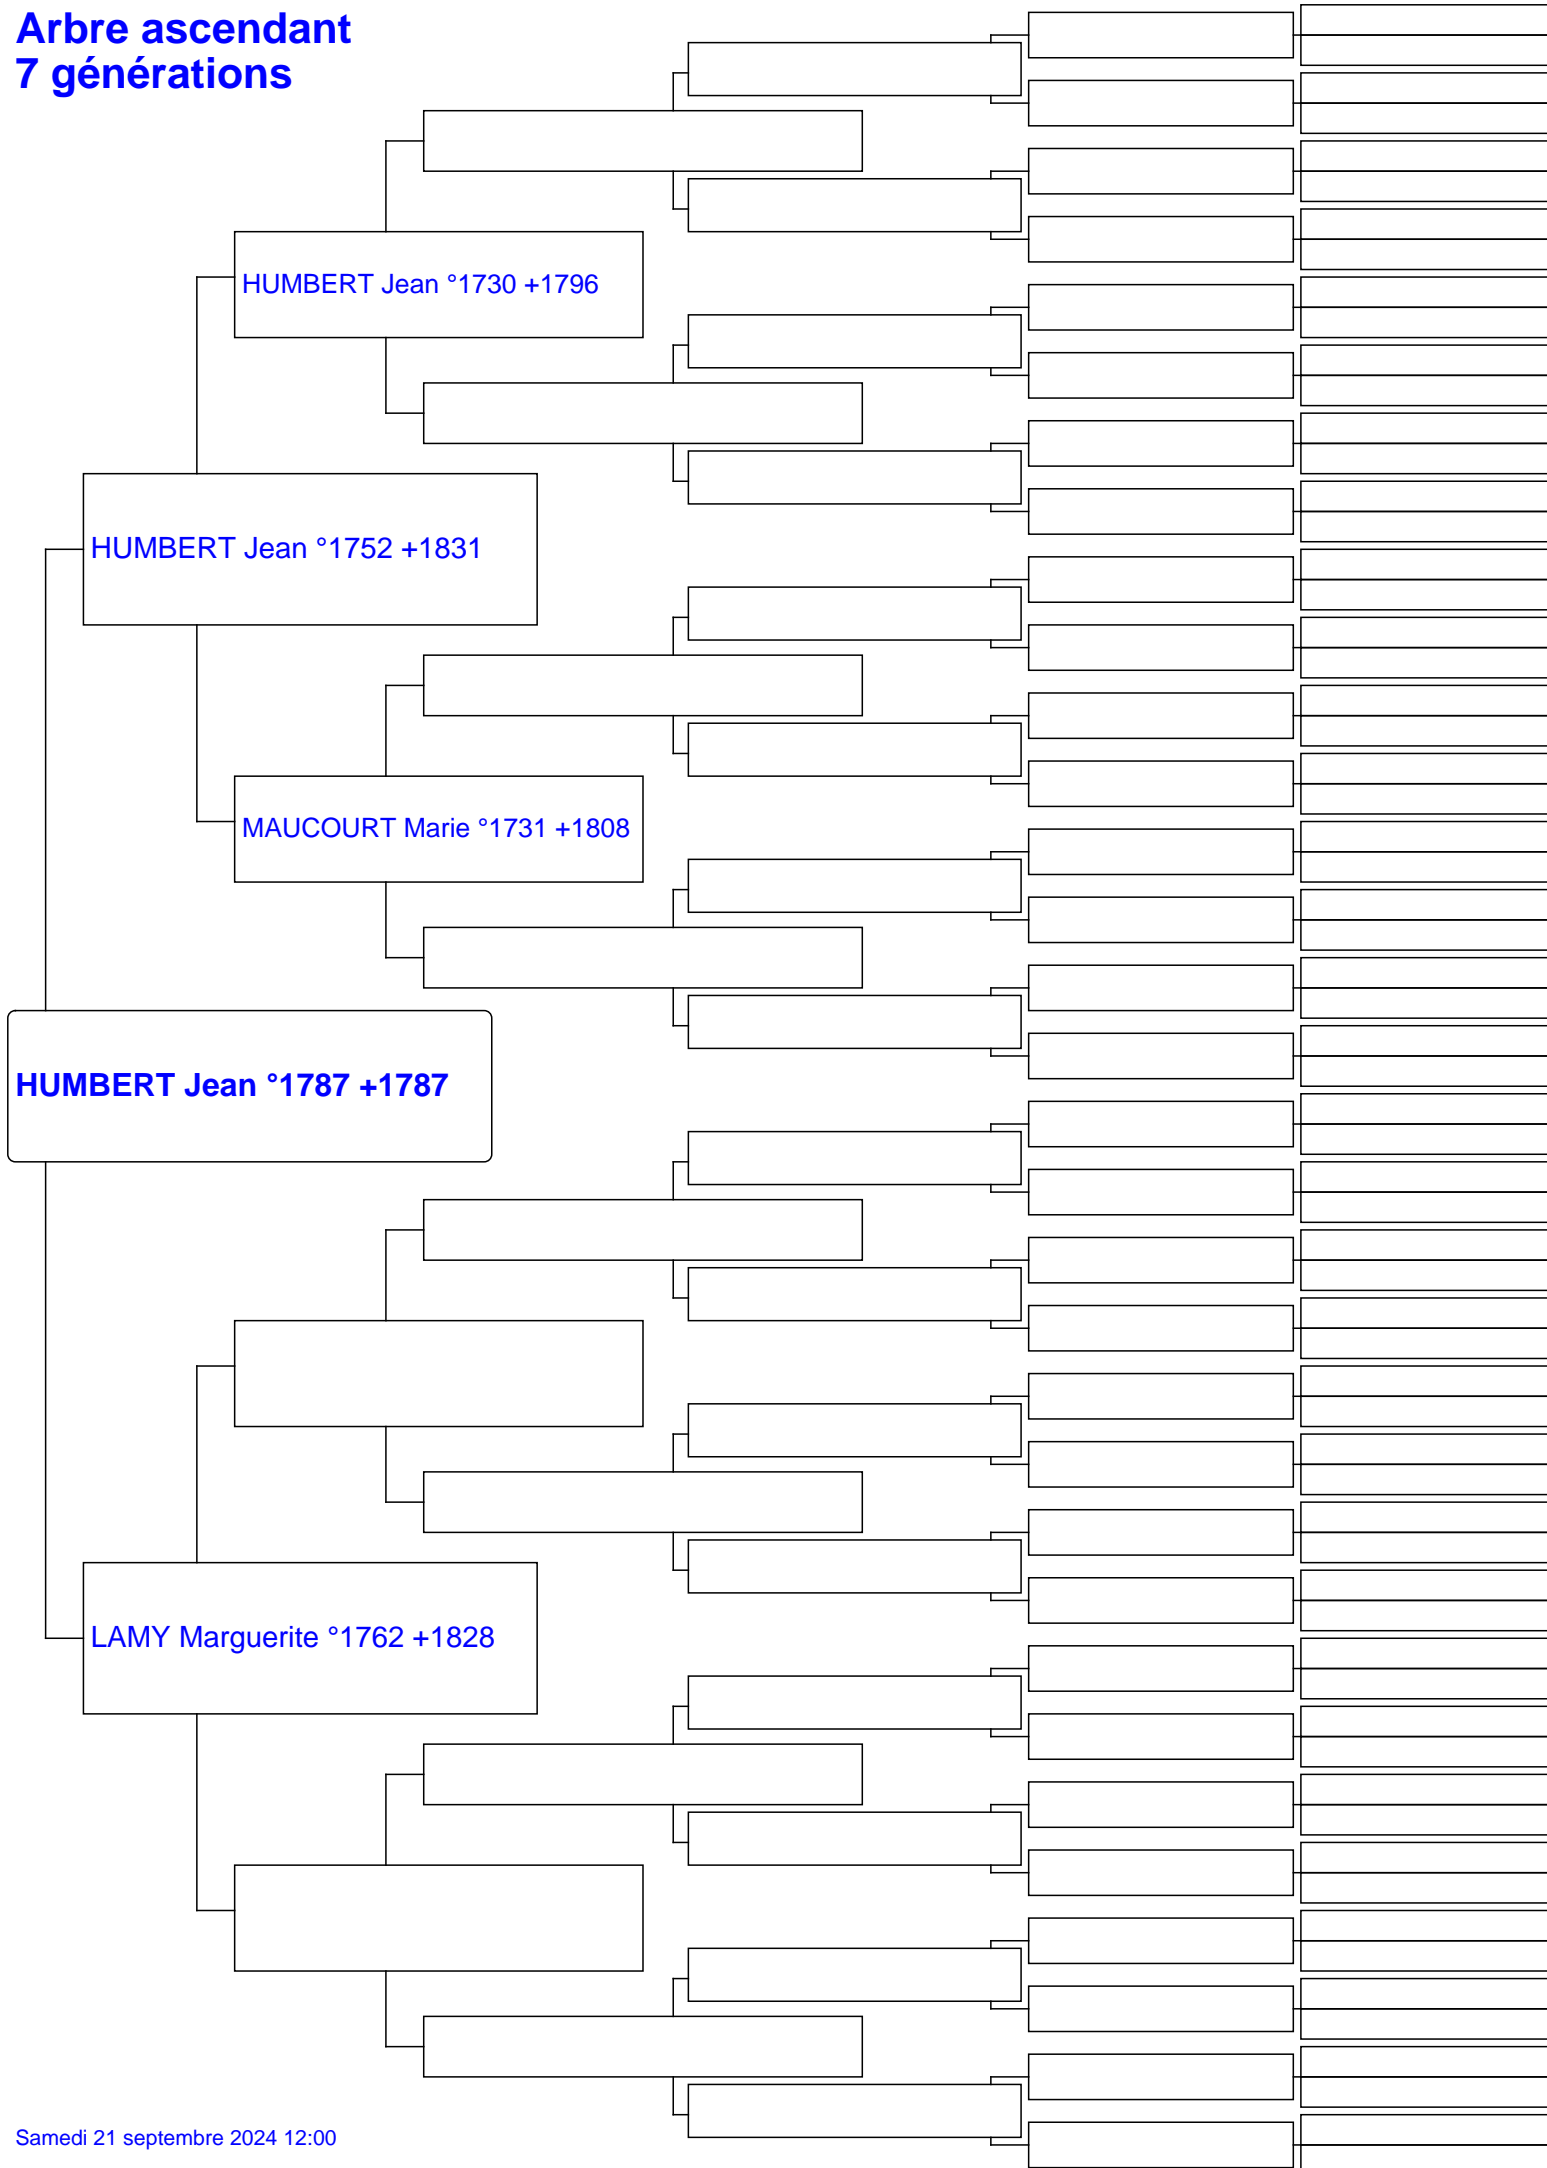 Arbre ascendant
7 générations
HUMBERT Jean °1730 +1796
HUMBERT Jean °1752 +1831
MAUCOURT Marie °1731 +1808
HUMBERT Jean °1787 +1787
LAMY Marguerite °1762 +1828
Samedi 21 septembre 2024 12:00